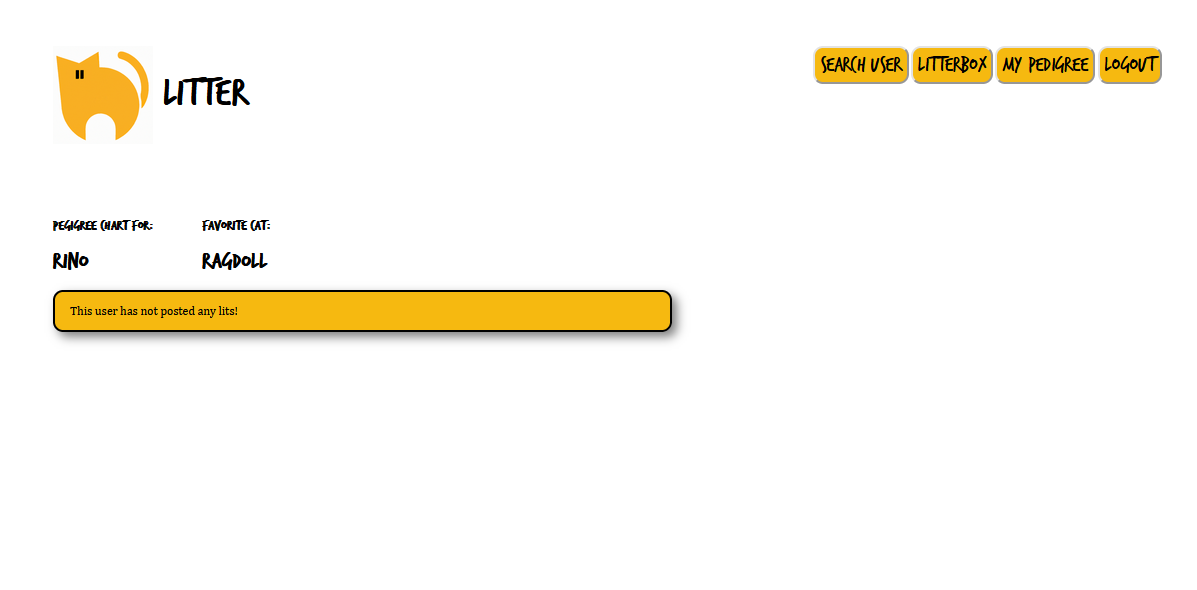 LITTER
SEARCH USER
LITTERBOX
MY PEDIGREE
LOGOUT
PEGIGREE CHART FOR:
FAVORITE CAT:
RINO
RAGDOLL
This user has not posted any lits!